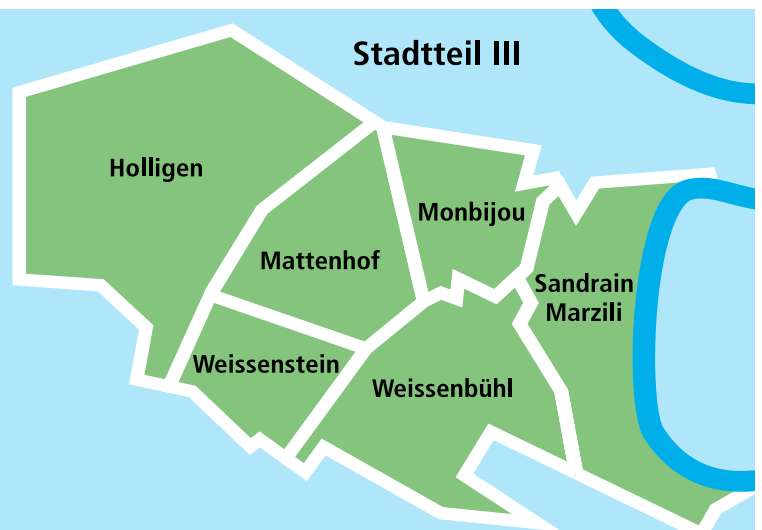 Stadtteil III
Holligen
Monbijou
Mattenhof
Sandrain
Marzili
Weissenstein
Weissenbühl